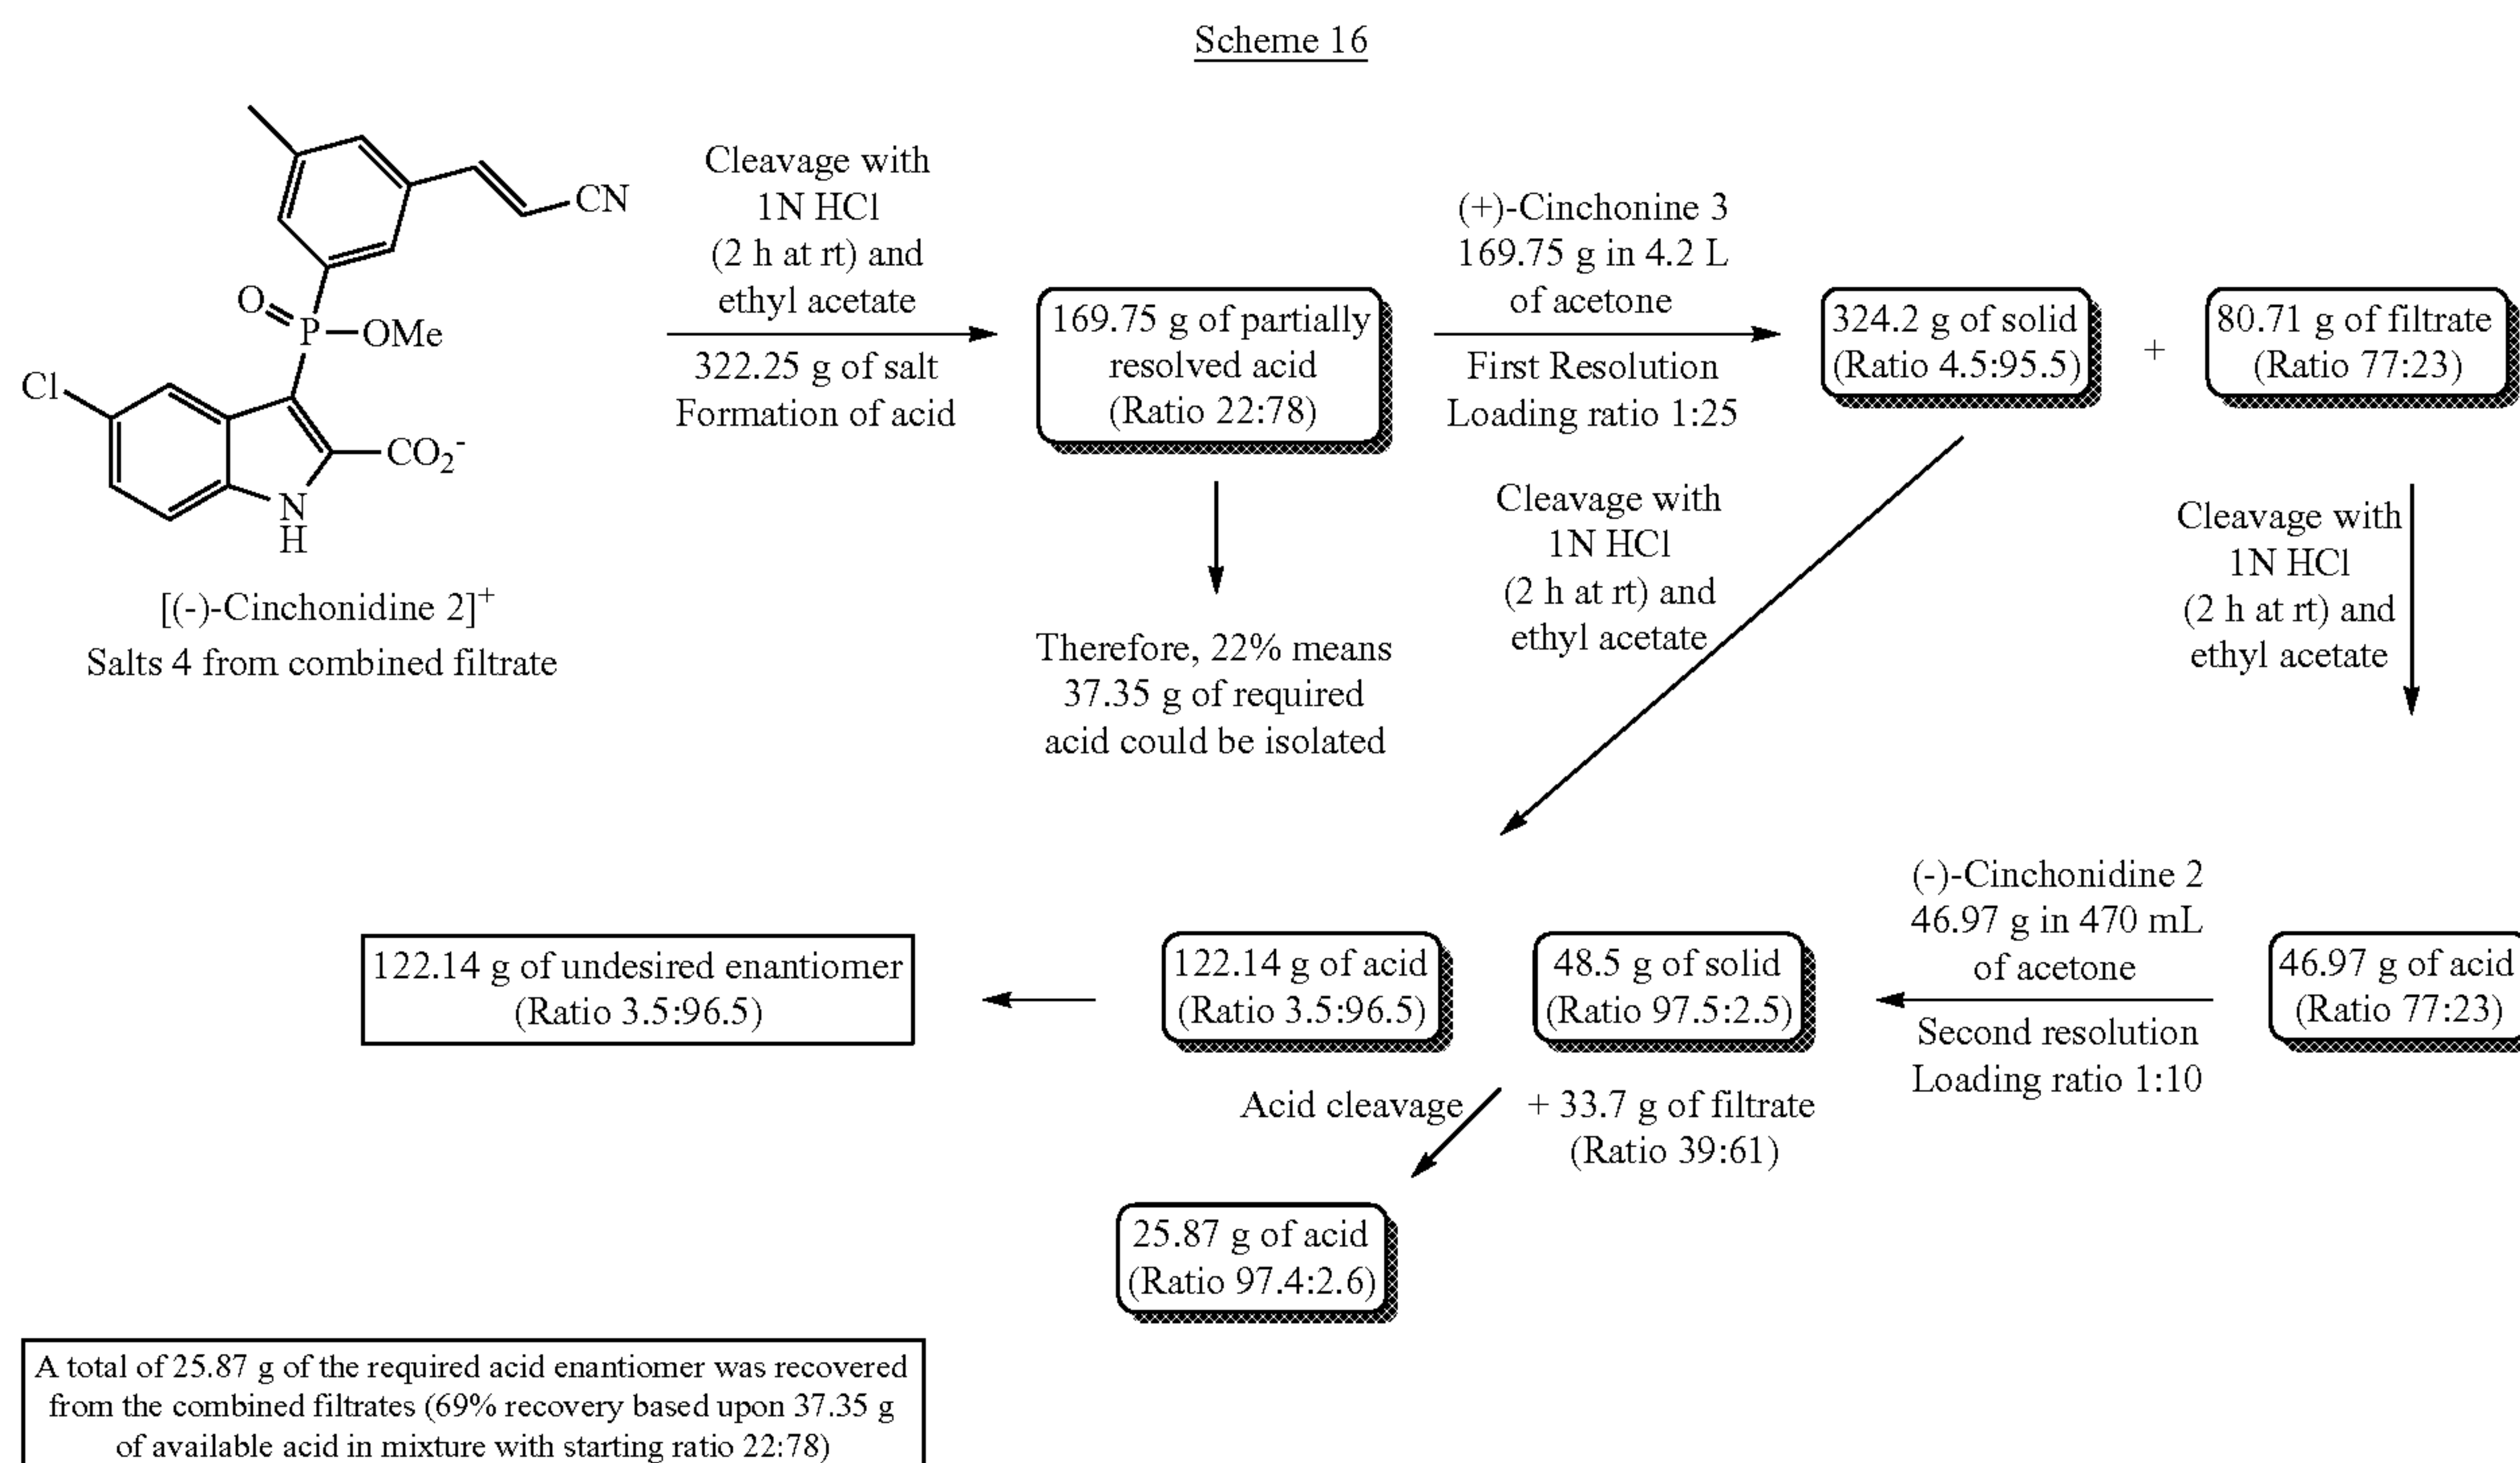 Scheme 16
CN
O
P
OMe
Cl
CO2-
N
H
[(-)-Cinchonidine 2]+
Salts 4 from combined filtrate
Cleavage with
1N HCl
(2 h at rt) and
ethyl acetate
322.25 g of salt
Formation of acid
169.75 g of partially
resolved acid
(Ratio 22:78)
(+)-Cinchonine 3
169.75 g in 4.2 L
of acetone
First Resolution
Loading ratio 1:25
324.2 g of solid
(Ratio 4.5:95.5)
+
80.71 g of filtrate
(Ratio 77:23)
Therefore, 22% means
37.35 g of required
acid could be isolated
Cleavage with
1N HCl
(2 h at rt) and
ethyl acetate
Cleavage with
1N HCl
(2 h at rt) and
ethyl acetate
122.14 g of undesired enantiomer
(Ratio 3.5:96.5)
122.14 g of acid
(Ratio 3.5:96.5)
48.5 g of solid
(Ratio 97.5:2.5)
(-)-Cinchonidine 2
46.97 g in 470 mL
of acetone
Second resolution
Loading ratio 1:10
46.97 g of acid
(Ratio 77:23)
Acid cleavage
+ 33.7 g of filtrate
(Ratio 39:61)
25.87 g of acid
(Ratio 97.4:2.6)
A total of 25.87 g of the required acid enantiomer was recovered
from the combined filtrates (69% recovery based upon 37.35 g
of available acid in mixture with starting ratio 22:78)